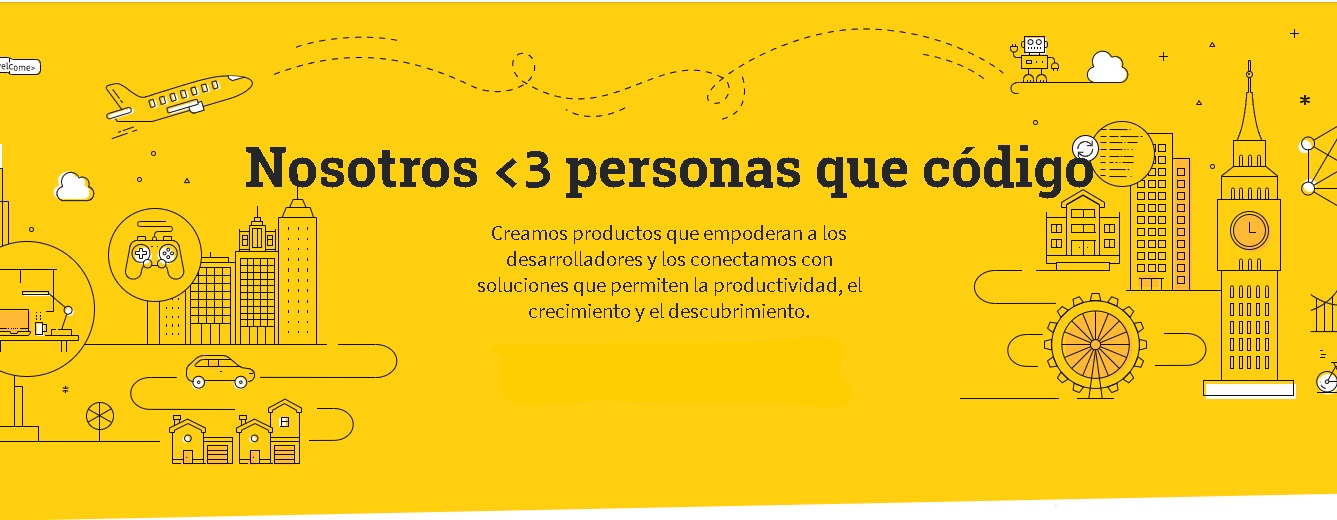 elcome>
Nosotros <3 personas que código
Creamos productos que empoderan a los
desarrolladores y los conectamos con
soluciones que permiten la productividad, el
crecimiento y el descubrimiento.